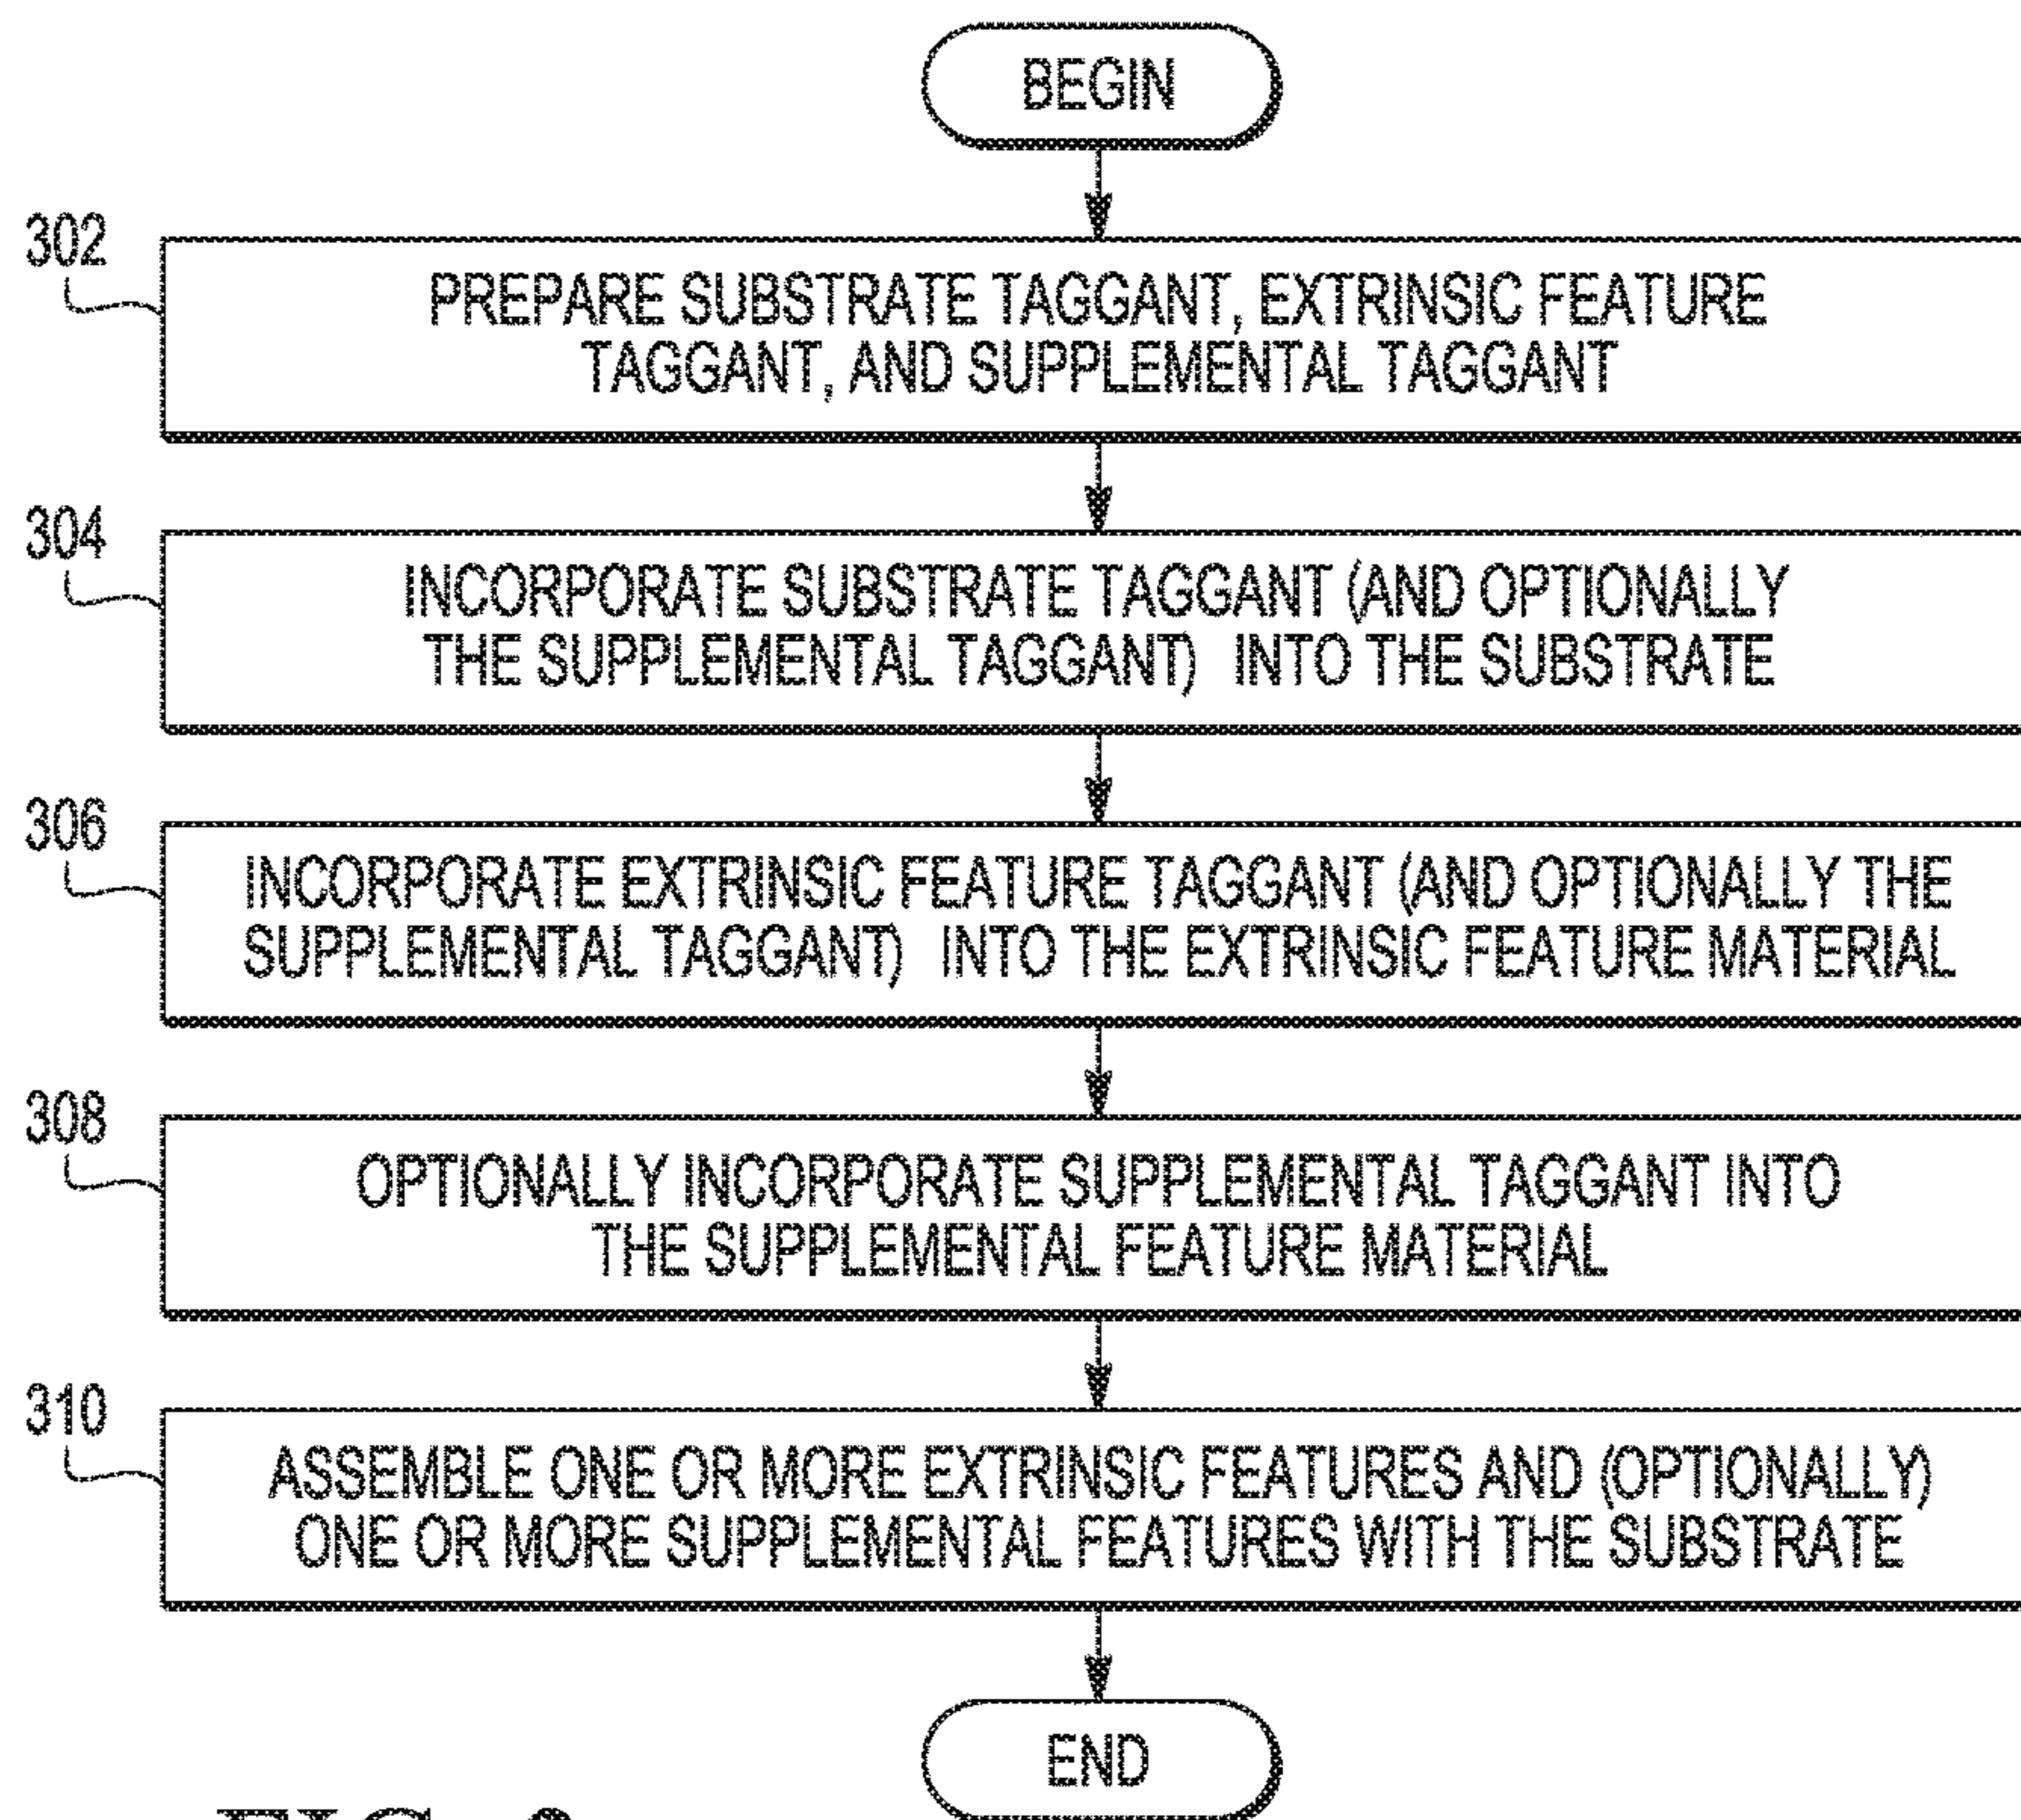 BEGIN
302
PREPARE SUBSTRATE TAGGANT, EXTRINSIC FEATURE
TAGGANT, AND SUPPLEMENTAL TAGGANT
304
INCORPORATE SUBSTRATE TAGGANT (AND OPTIONALLY
THE SUPPLEMENTAL TAGGANT) INTO THE SUBSTRATE
306
INCORPORATE EXTRINSIC FEATURE TAGGANT (AND OPTIONALLY THE
SUPPLEMENTAL TAGGANT) INTO THE EXTRINSIC FEATURE MATERIAL
308
OPTIONALLY INCORPORATE SUPPLEMENTAL TAGGANT INTO
THE SUPPLEMENTAL FEATURE MATERIAL
310
ASSEMBLE ONE OR MORE EXTRINSIC FEATURES AND (OPTIONALLY)
ONE OR MORE SUPPLEMENTAL FEATURES WITH THE SUBSTRATE
END